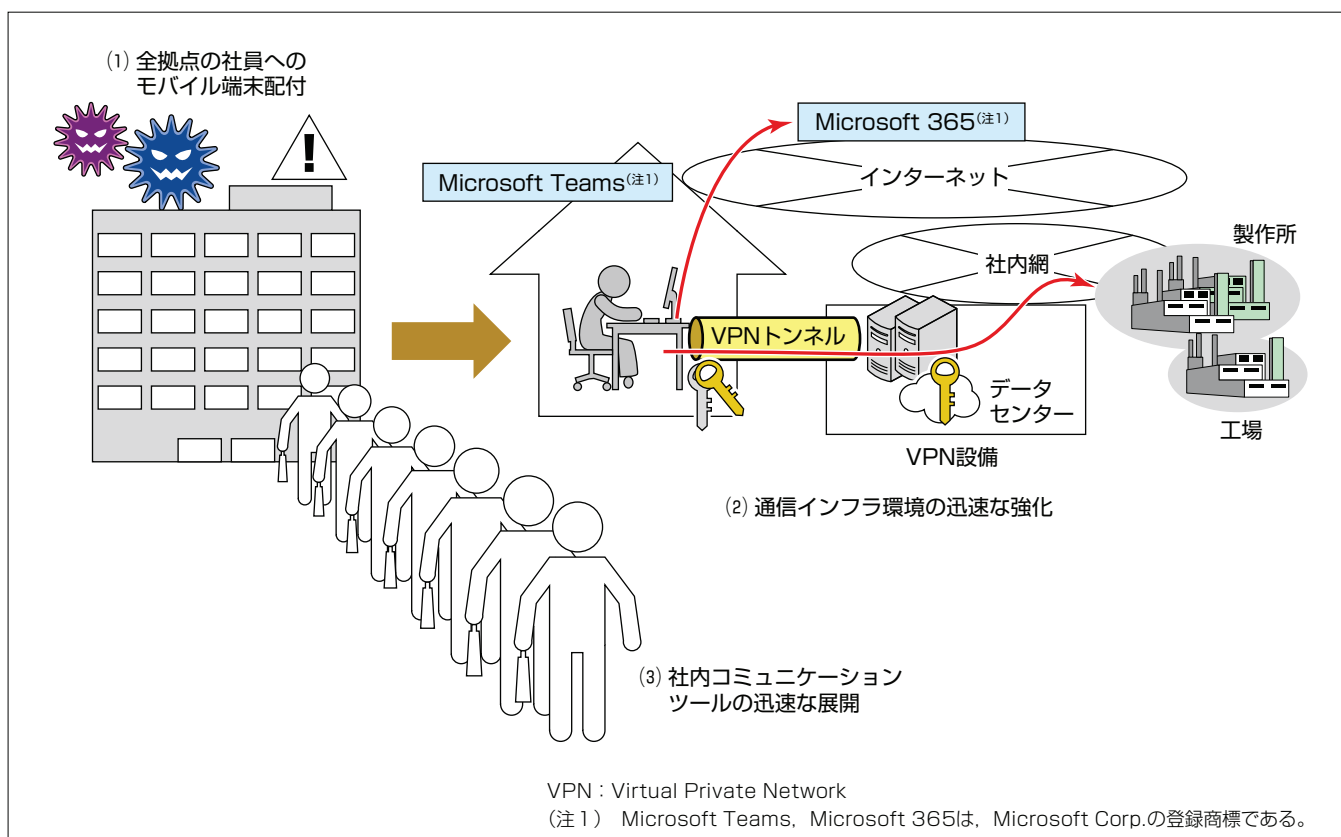 ⑴ 全拠点の社員への
モバイル端末配付
Microsoft 365(注1)
Microsoft Teams(注1)
インターネット
製作所
社内網
VPNトンネル
データ
センター
工場
VPN設備
⑵ 通信インフラ環境の迅速な強化
⑶ 社内コミュニケーション
ツールの迅速な展開
VPN：Virtual Private Network
(注1)　Microsoft Teams，Microsoft 365は，Microsoft Corp.の登録商標である。